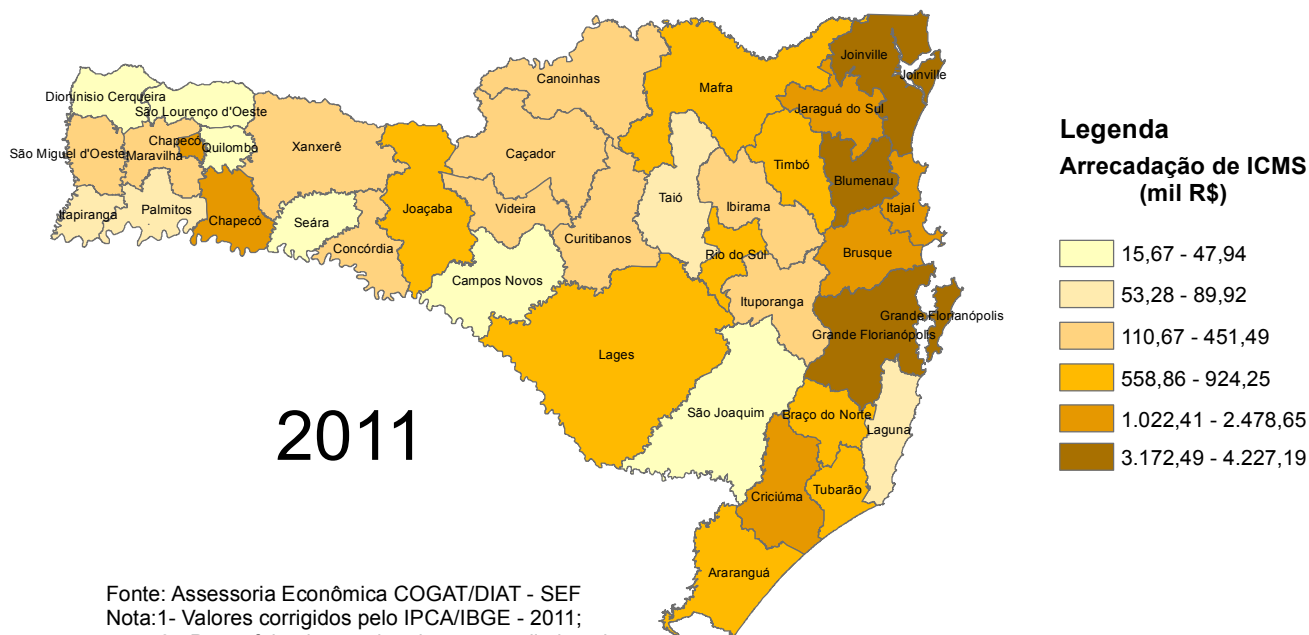 Joinville
Joinville
Canoinhas
Mafra
Dionínisio Cerqueira
São Lourenço d'Oeste
Jaraguá do Sul
Chapecó
Quilombo
Xanxerê
São Miguel d'Oeste
Maravilha
Caçador
Timbó
Blumenau
Taió
Ibirama
Itajaí
Itapiranga
Palmitos
Chapecó
Seára
Joaçaba
Videira
Curitibanos
Concórdia
Rio do Sul
Brusque
Campos Novos
Ituporanga
Grande Florianópolis
Grande Florianópolis
Lages
São Joaquim
Braço do Norte
Laguna
Criciúma
Tubarão
Araranguá
2011
Legenda
Arrecadação de ICMS
(mil R$)
15,67 - 47,94
53,28 - 89,92
110,67 - 451,49
558,86 - 924,25
1.022,41 - 2.478,65
3.172,49 - 4.227,19
Fonte: Assessoria Econômica COGAT/DIAT - SEF
Nota:1- Valores corrigidos pelo IPCA/IBGE - 2011;